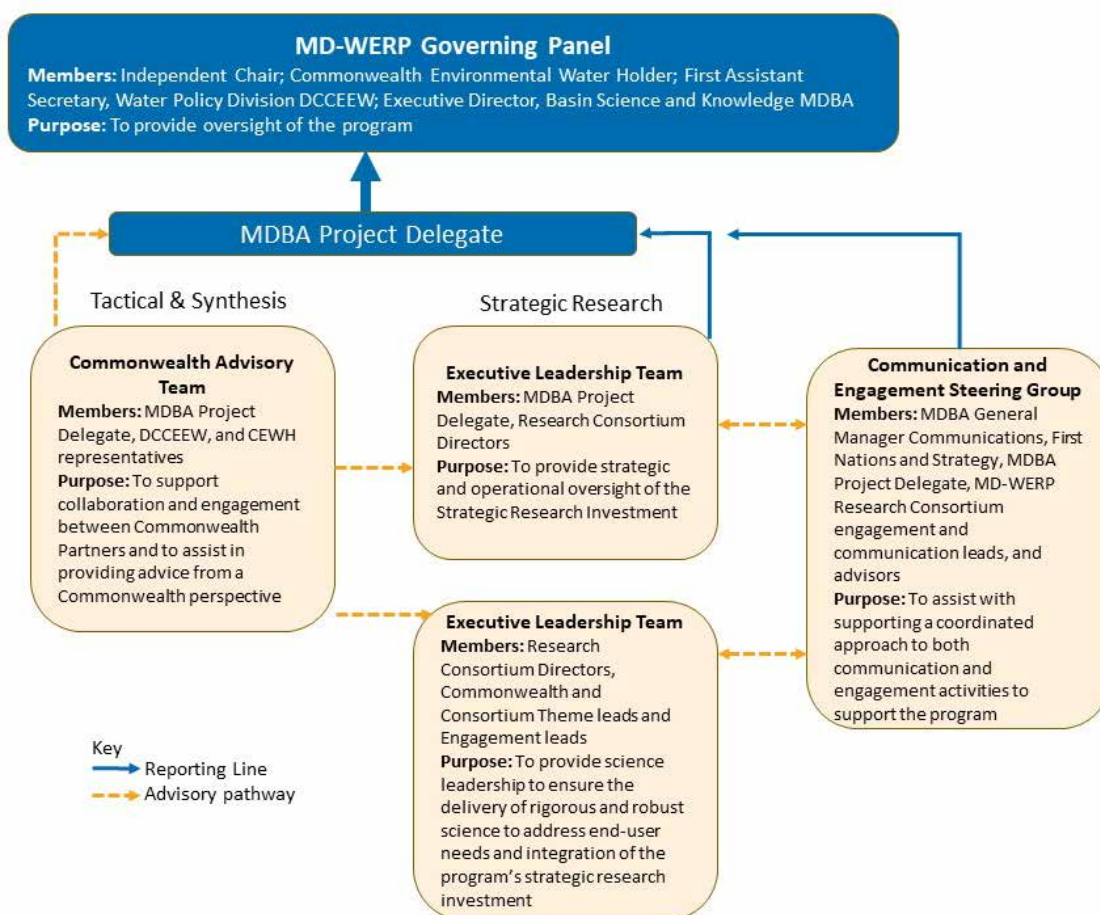 MD-WERP Governing Panel
Members: Independent Chair; Commonwealth Environmental Water Holder; First Assistant
Secretary, Water Policy Division DCCEEW; Executive Director, Basin Science and Knowledge MDBA
Purpose: To provide oversight of the program
MDBA Project Delegate
Tactical & Synthesis
Strategic Research
Commonwealth Advisory
Team
Members: MDBA Project
Delegate, DCCEEW, and CEWH
representatives
Purpose: To support
collaboration and engagement
between Commonwealth
Partners and to assist in
providing advice from a
Commonwealth perspective
Executive Leadership Team
Members: MDBA Project
Delegate, Research Consortium
Directors
Purpose: To provide strategic
and operational oversight of the
Strategic Research Investment
Communication and
Engagement Steering Group
Members: MDBA General
Manager Communications, First
Nations and Strategy, MDBA
Project Delegate, MD-WERP
Research Consortium
engagement and
communication leads, and
advisors
Purpose: To assist with
supporting a coordinated
approach to both
communication and
engagement activities to
support the program
Executive Leadership Team
Members: Research
Consortium Directors,
Commonwealth and
Consortium Theme leads and
Engagement leads
Purpose: To provide science
leadership to ensure the
delivery of rigorous and robust
science to address end-user
needs and integration of the
program's strategic research
investment
Key
Reporting Line
Advisory pathway